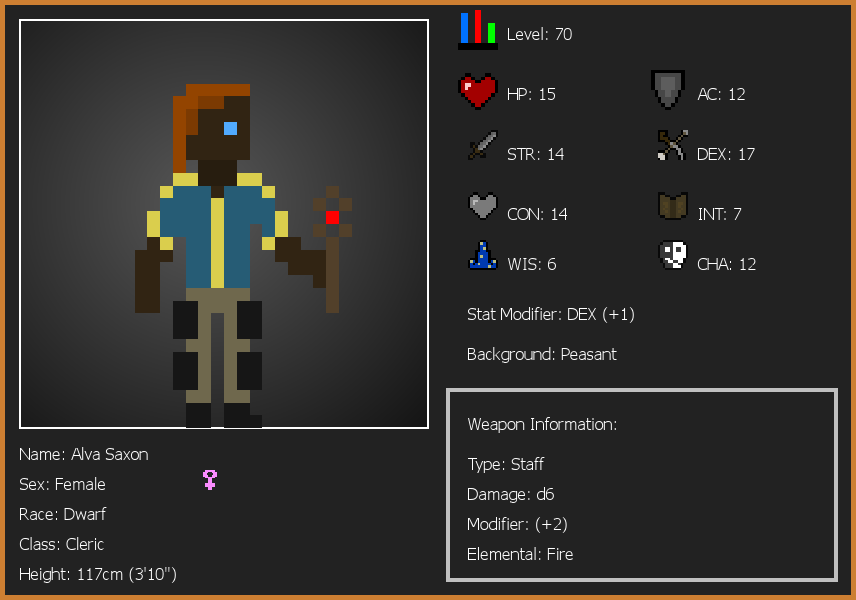 Level: 70
HP: 15
AC: 12
STR: 14
DEX: 17
CON: 14
INT: 7
WIS: 6
CHA: 12
Stat Modifier: DEX (+1)
Background: Peasant
Weapon Information:
Type: Staff
Damage: d6
Modifier: (+2)
Elemental: Fire
Name: Alva Saxon
Sex: Female
Race: Dwarf
Class: Cleric
Height: 117cm (3'10")